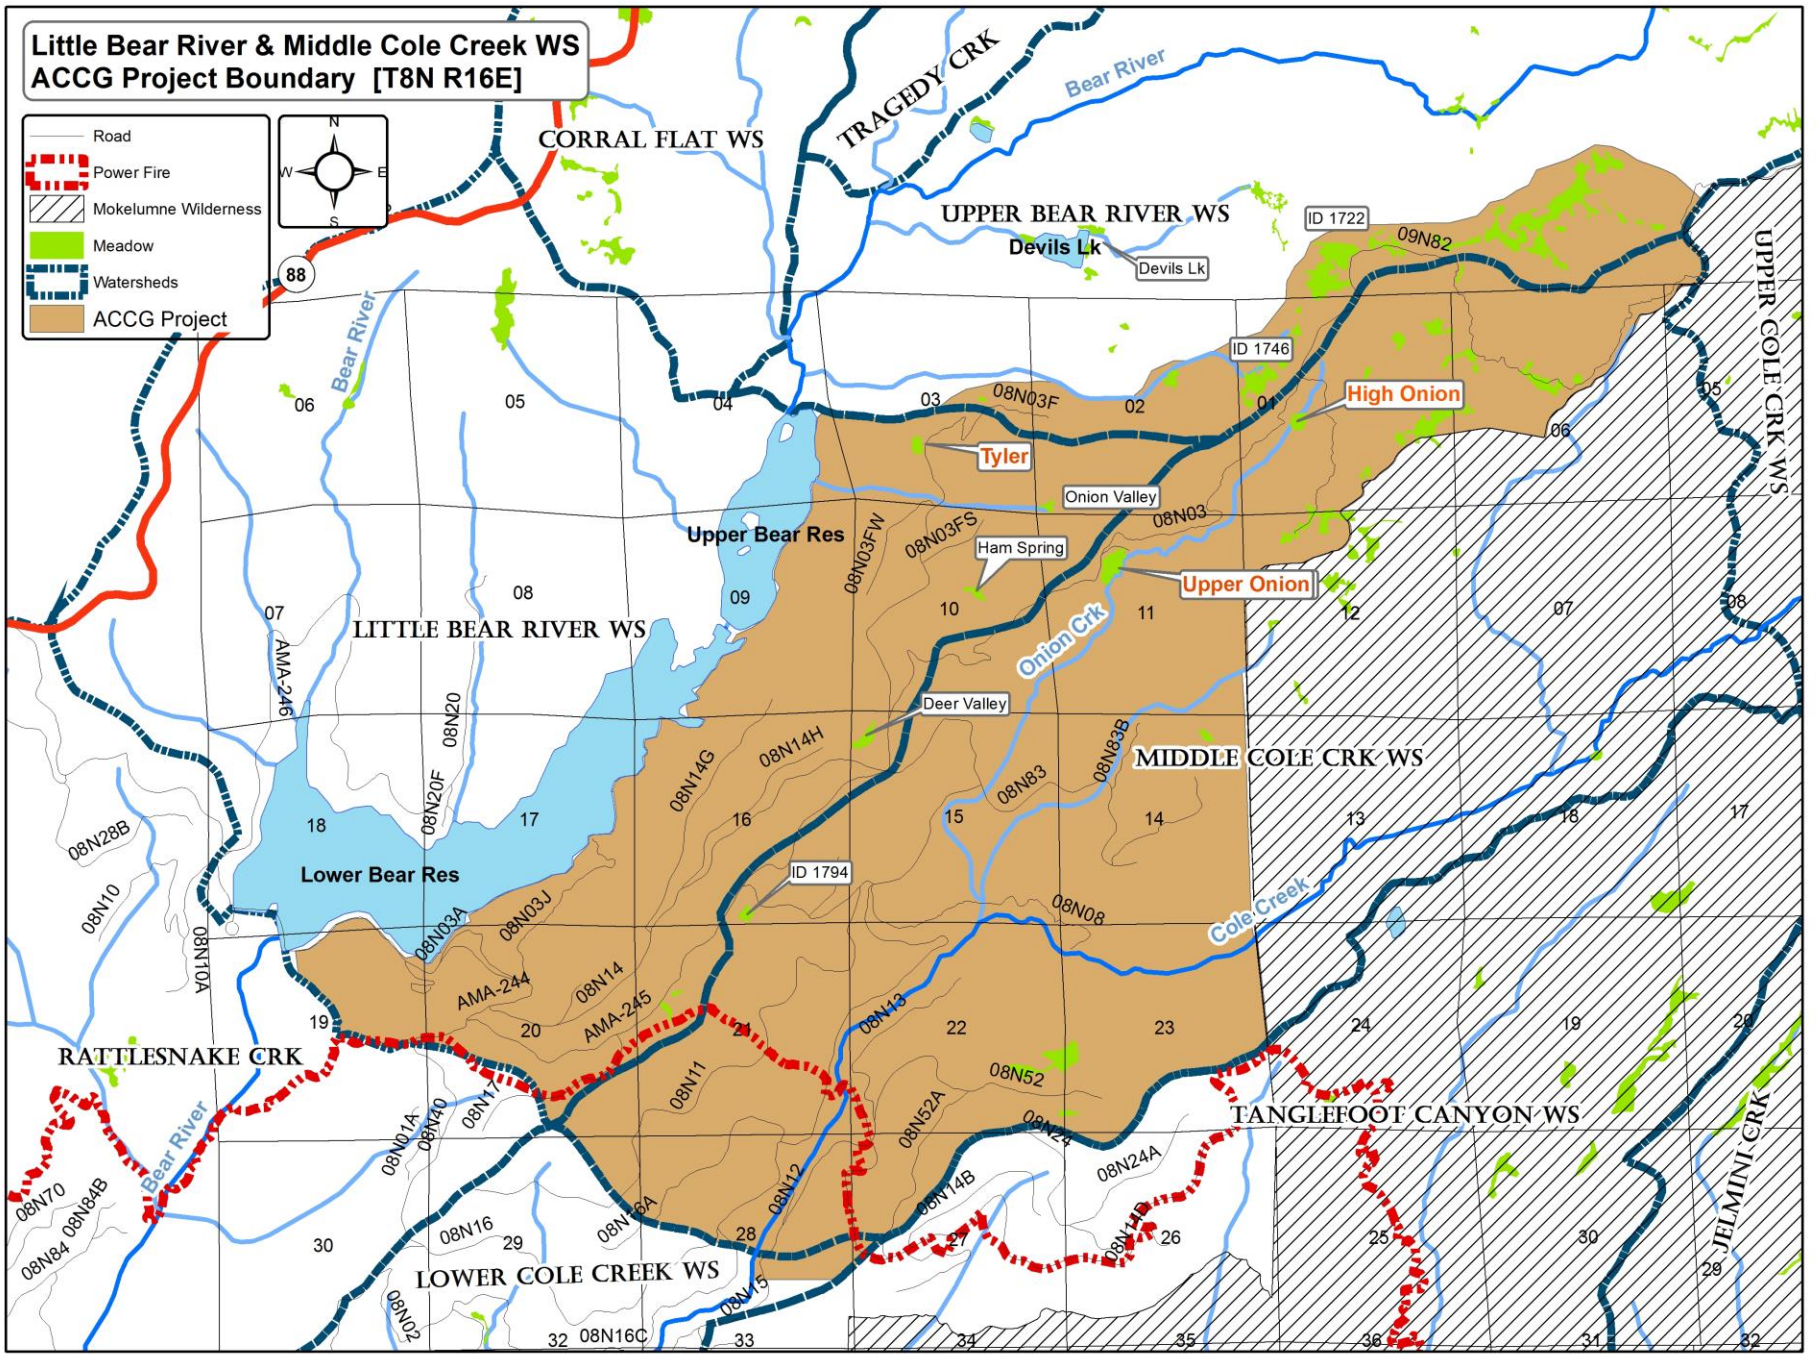 Little Bear River & Middle Cole Creek WS
ACCG Project Boundary [T8N R16E]
Road
Power Fire
Mokelumne Wilderness
Meadow
Watersheds
ACCG Project
N
W
E
S
88
CORRAL FLAT WS
TRAGEDY CRK
Bear River
UPPER BEAR RIVER WS
Devils Lk
Devils Lk
ID 1722
09N82
UPPER COLE CRK WS
Bear River
06
05
04
03
08N03F
02
ID 1746
01
High Onion
06
05
Tyler
Onion Valley
08N03
Upper Bear Res
08N03FW
08N03FS
Ham Spring
Upper Onion
07
08
09
10
11
12
07
08
LITTLE BEAR RIVER WS
AMA-246
08N20
Onion Crk
Deer Valley
08N14G
08N14H
08N83
08N83B
MIDDLE COLE CRK WS
08N20F
18
17
16
15
14
13
18
17
08N28B
Lower Bear Res
ID 1794
08N10
08N10A
08N03A
08N03J
08N08
Cole Creek
AMA-244
08N14
AMA-245
08N13
19
20
21
22
23
24
19
20
RATTLESNAKE CRK
08N11
08N52
08N52A
08N17
08N40
08N01A
08N24
08N24A
TANGLEFOOT CANYON WS
JELMINI CRK
Bear River
08N70
08N84B
08N84
08N16
08N16A
08N12
08N14B
08N14D
30
29
28
27
26
25
30
29
LOWER COLE CREEK WS
08N15
08N02
32
08N16C
33
34
35
36
31
32